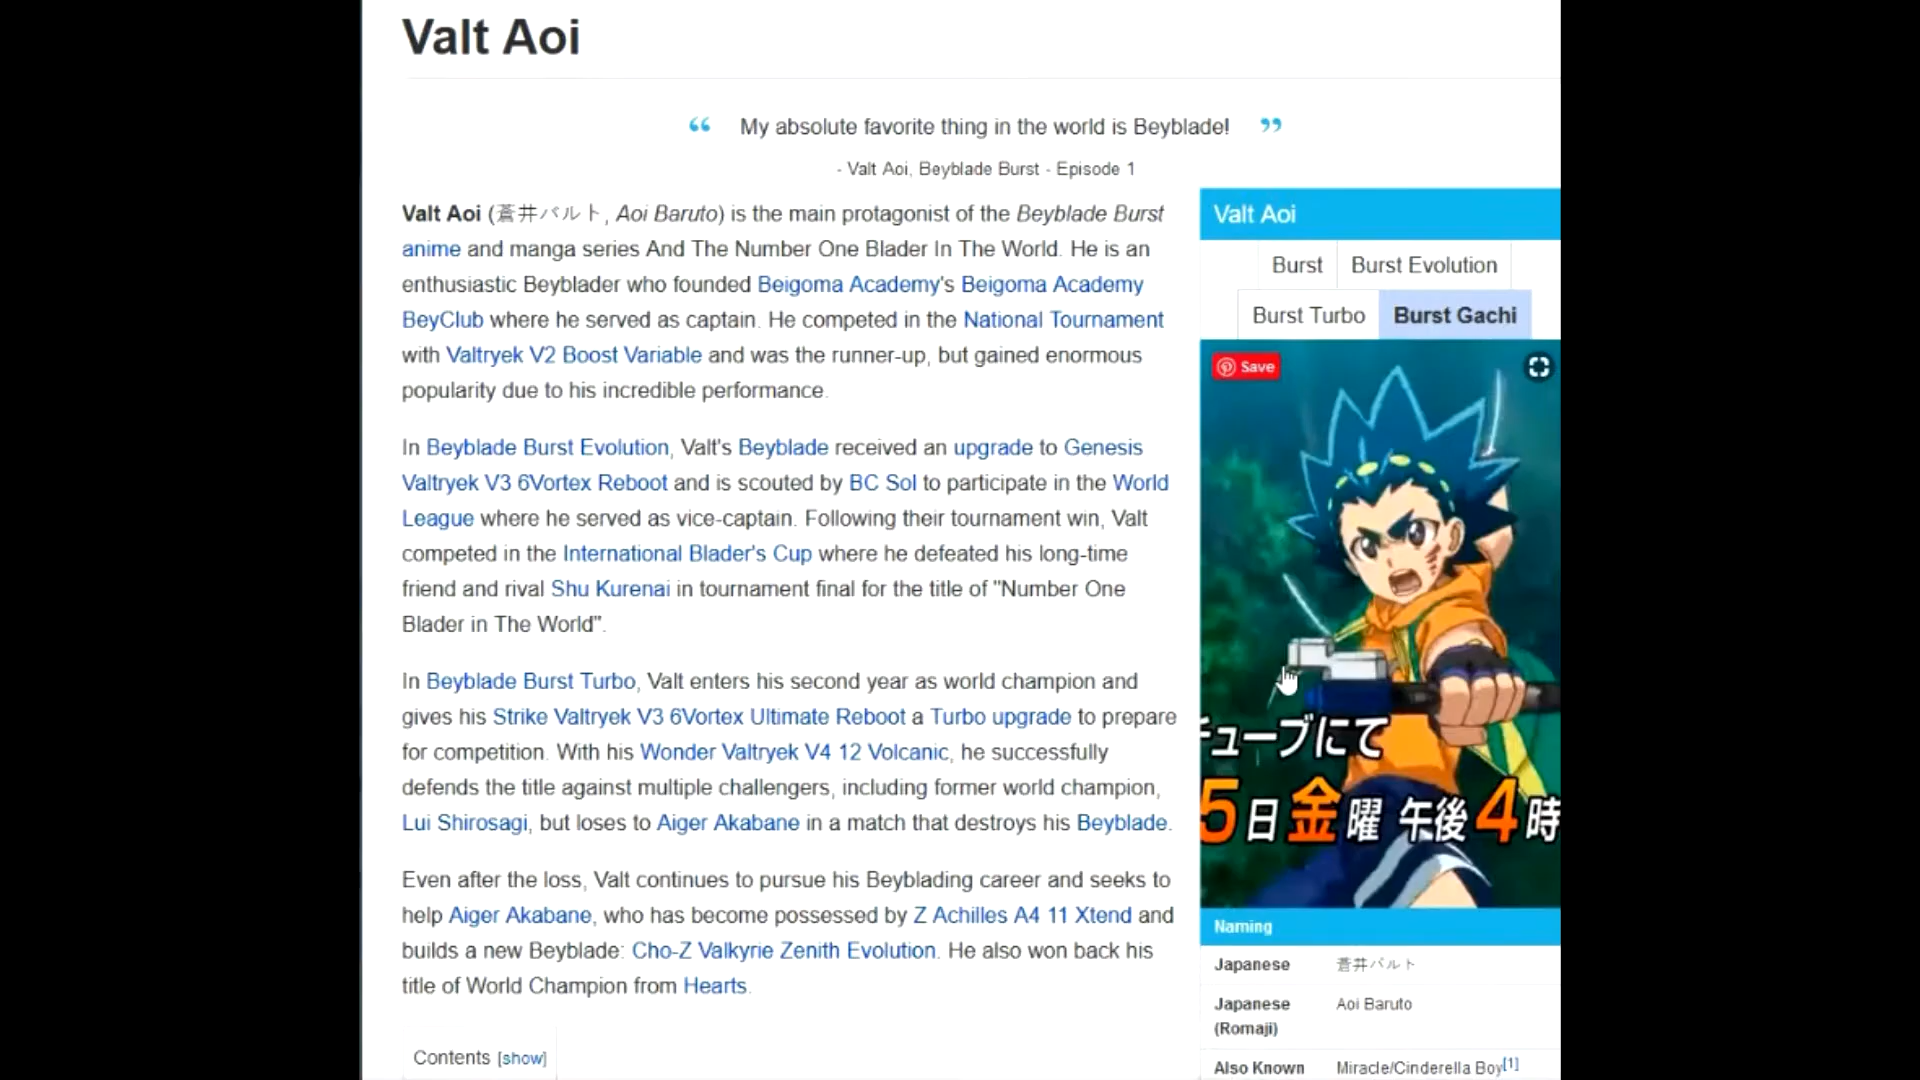 Valt Aoi
“ My absolute favorite thing in the world is Beyblade! ”
- Valt Aoi, Beyblade Burst - Episode 1
Valt Aoi (蒼井バルト, Aoi Baruto) is the main protagonist of the Beyblade Burst
anime and manga series And The Number One Blader In The World. He is an
enthusiastic Beyblader who founded Beigoma Academy's Beigoma Academy
BeyClub where he served as captain. He competed in the National Tournament
with Valtryek V2 Boost Variable and was the runner-up, but gained enormous
popularity due to his incredible performance.
In Beyblade Burst Evolution, Valt's Beyblade received an upgrade to Genesis
Valtryek V3 6Vortex Reboot and is scouted by BC Sol to participate in the World
League where he served as vice-captain. Following their tournament win, Valt
competed in the International Blader's Cup where he defeated his long-time
friend and rival Shu Kurenai in tournament final for the title of "Number One
Blader in The World".
In Beyblade Burst Turbo, Valt enters his second year as world champion and
gives his Strike Valtryek V3 6Vortex Ultimate Reboot a Turbo upgrade to prepare
for competition. With his Wonder Valtryek V4 12 Volcanic, he successfully
defends the title against multiple challengers, including former world champion,
Lui Shirosagi, but loses to Aiger Akabane in a match that destroys his Beyblade.
Even after the loss, Valt continues to pursue his Beyblading career and seeks to
help Aiger Akabane, who has become possessed by Z Achilles A4 11 Xtend and
builds a new Beyblade: Cho-Z Valkyrie Zenith Evolution. He also won back his
title of World Champion from Hearts.
Contents [show]
Valt Aoi
Burst Burst Evolution
Burst Turbo Burst Gachi
Save
チューブにて
5日金曜 午後4時
Naming
Japanese 蒼井バルト
Japanese Aoi Baruto
(Romaji)
Also Known Miracle/Cinderella Boy[1]